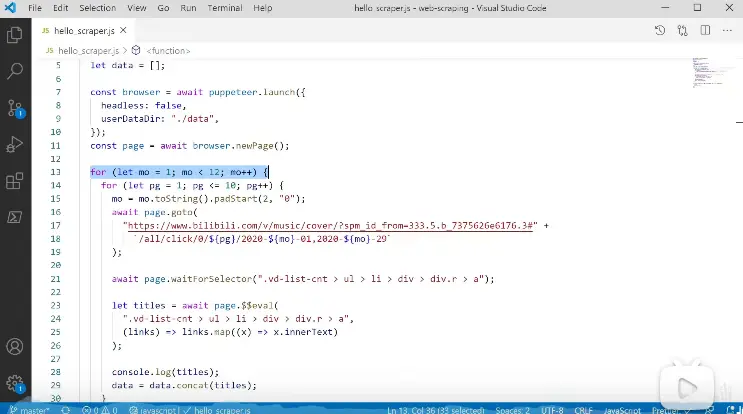 File Edit Selection View Go Run Terminal Help hello_scraper.js - web-scraping - Visual Studio Code
JS hello_scraper.js ×
JS hello_scraper.js > <function>
5 let data = [];
6
7 const browser = await puppeteer.launch({
8 headless: false,
9 userDataDir: "./data",
10 });
11 const page = await browser.newPage();
12
13 for (let mo = 1; mo < 12; mo++) {
14 for (let pg = 1; pg <= 10; pg++) {
15 mo = mo.toString().padStart(2, "0");
16 await page.goto(
17 "https://www.bilibili.com/v/music/cover/?spm_id_from=333.5.b_7375626e6176.3#" +
18 `/all/click/0/${pg}/2020-${mo}-01,2020-${mo}-29`
19 );
20
21 await page.waitForSelector(".vd-list-cnt > ul > li > div > div.r > a");
22
23 let titles = await page.$$eval(
24 ".vd-list-cnt > ul > li > div > div.r > a",
25 (links) => links.map((x) => x.innerText)
26 );
27
28 console.log(titles);
29 data = data.concat(titles);
30 }
1
master* 0 0 javascript | hello_scraper.js Ln 13, Col 36 (33 selected) Spaces: 2 UTF-8 CRLF JavaScript Prettier